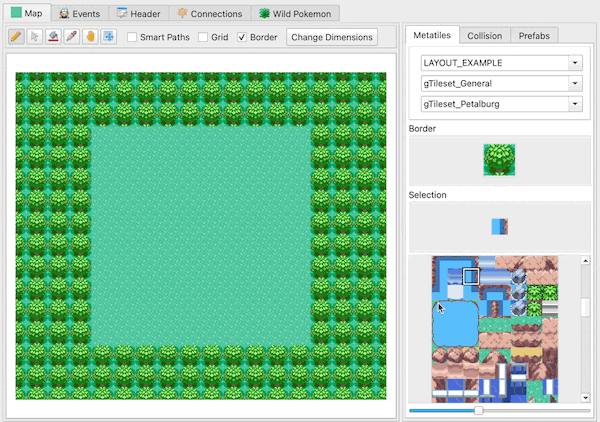 Map Events Header Connections Wild Pokemon
Smart Paths Grid Border Change Dimensions
Metatiles Collision Prefabs
LAYOUT_EXAMPLE
gTileset_General
gTileset_Petalburg
Border
Selection